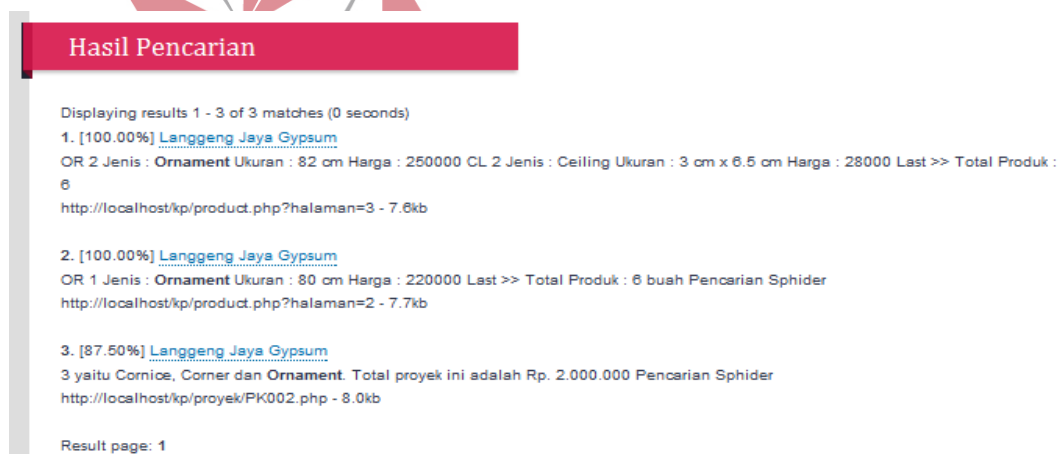 Hasil Pencarian
Displaying results 1 - 3 of 3 matches (0 seconds)
1. [100.00%] Langgeng Jaya Gypsum
OR 2 Jenis : Ornament Ukuran : 82 cm Harga : 250000 CL 2 Jenis : Ceiling Ukuran : 3 cm x 6.5 cm Harga : 28000 Last >> Total Produk :
6
http://localhost/kp/product.php?halaman=3 - 7.6kb
2. [100.00%] Langgeng Jaya Gypsum
OR 1 Jenis : Ornament Ukuran : 80 cm Harga : 220000 Last >> Total Produk : 6 buah Pencarian Sphider
http://localhost/kp/product.php?halaman=2 - 7.7kb
3. [87.50%] Langgeng Jaya Gypsum
3 yaitu Cornice, Corner dan Ornament. Total proyek ini adalah Rp. 2.000.000 Pencarian Sphider
http://localhost/kp/proyek/PK002.php - 8.0kb
Result page: 1